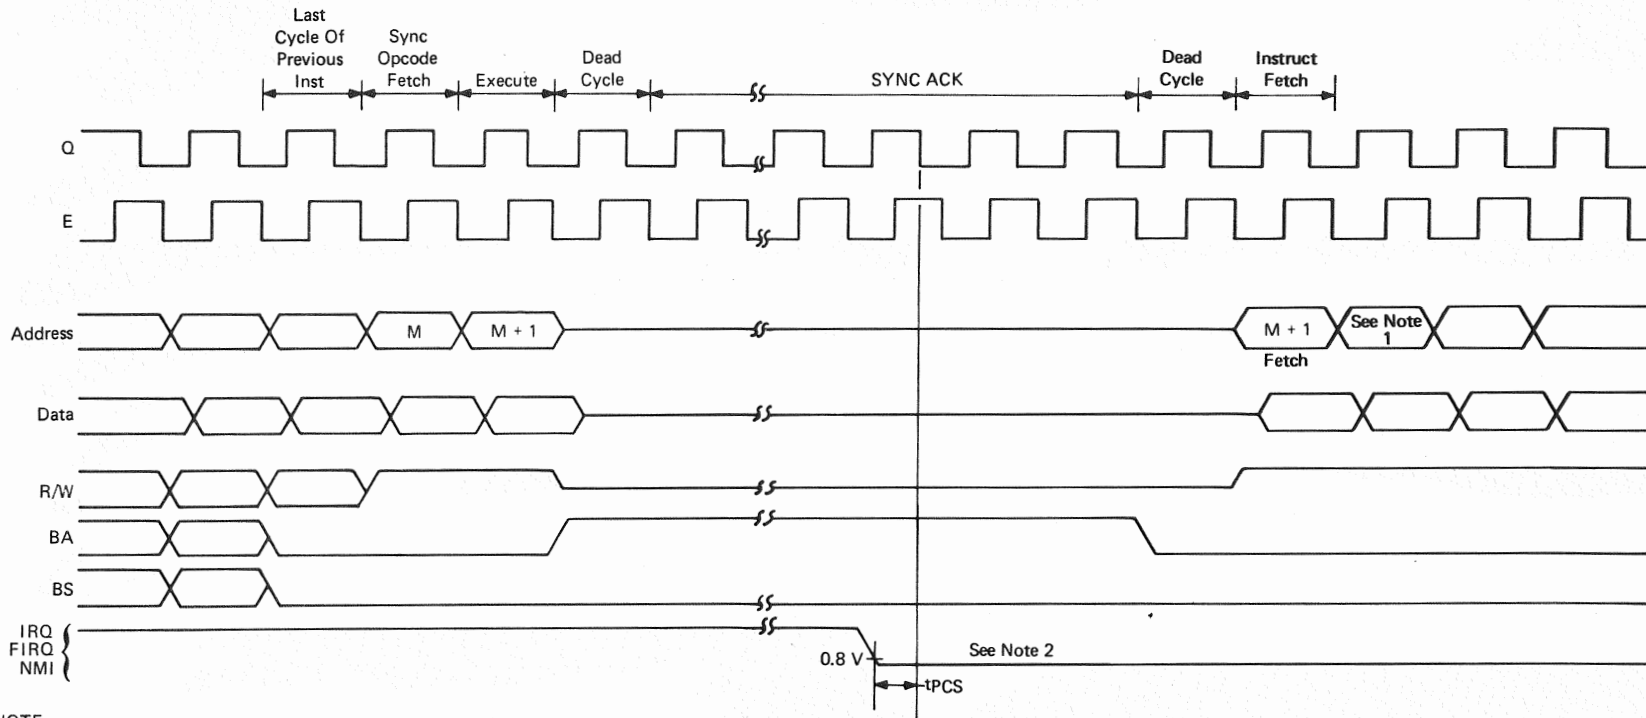 Last
Cycle Of
Previous
Inst
Sync
Opcode
Fetch
Execute
Dead
Cycle
SYNC ACK
Dead
Cycle
Instruct
Fetch
Q
E
Address
M
M + 1
M + 1
Fetch
See Note
1
Data
R/W
BA
BS
IRQ
FIRQ
NMI
0.8 V
See Note 2
tPCS